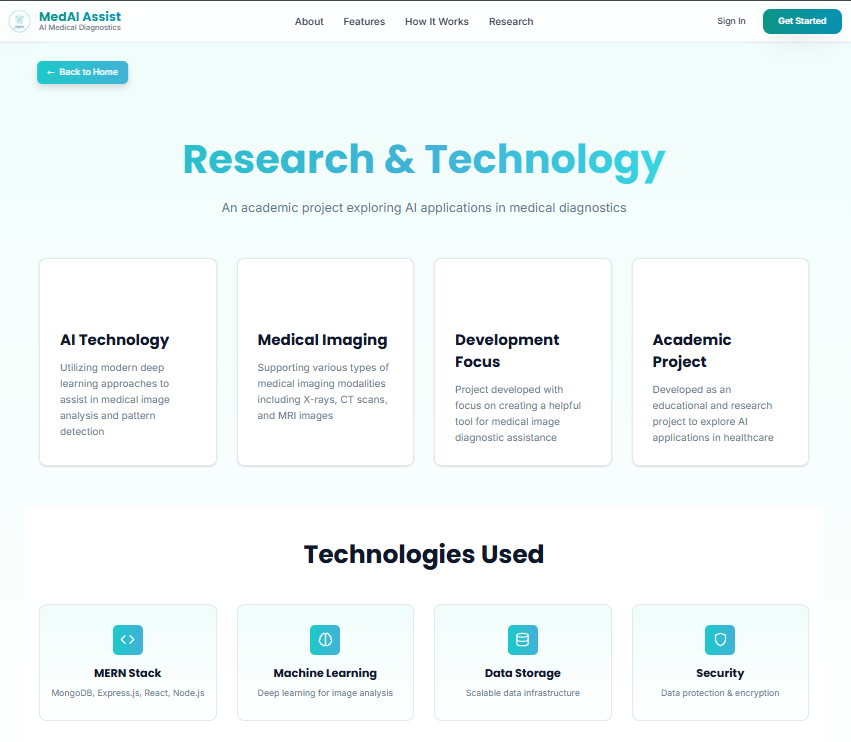 MedAI Assist
AI Medical Diagnostics
About
Features
How It Works
Research
Sign In
Get Started
← Back to Home
Research & Technology
An academic project exploring AI applications in medical diagnostics
AI Technology
Utilizing modern deep
learning approaches to
assist in medical image
analysis and pattern
detection
Medical Imaging
Supporting various types of
medical imaging modalities
including X-rays, CT scans,
and MRI images
Development
Focus
Project developed with
focus on creating a helpful
tool for medical image
diagnostic assistance
Academic
Project
Developed as an
educational and research
project to explore AI
applications in healthcare
Technologies Used
MERN Stack
MongoDB, Express.js, React, Node.js
Machine Learning
Deep learning for image analysis
Data Storage
Scalable data infrastructure
Security
Data protection & encryption